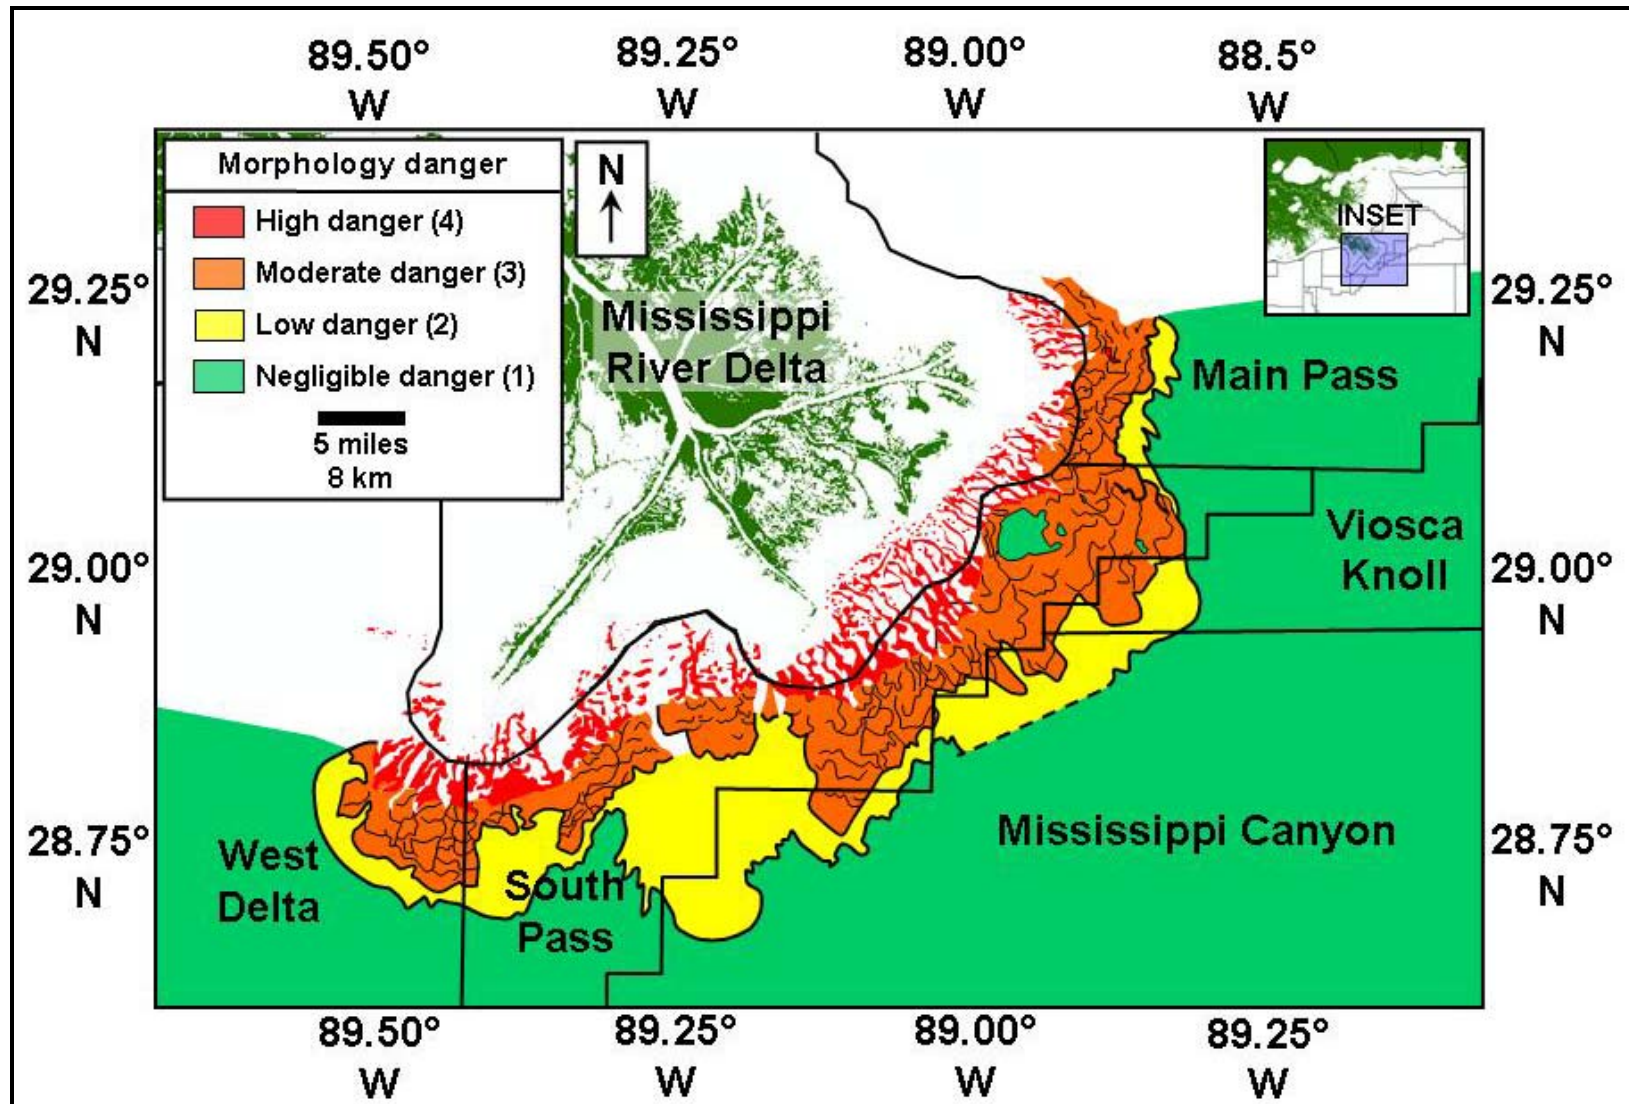 89.50°
W
89.25°
W
89.00°
W
88.5°
W
Morphology danger
High danger (4)
Moderate danger (3)
Low danger (2)
Negligible danger (1)
5 miles
8 km
N
INSET
29.25°
N
29.25°
N
Mississippi
River Delta
Main Pass
29.00°
N
Viosca
Knoll
29.00°
N
28.75°
N
West
Delta
South
Pass
Mississippi Canyon
28.75°
N
89.50°
W
89.25°
W
89.00°
W
89.25°
W